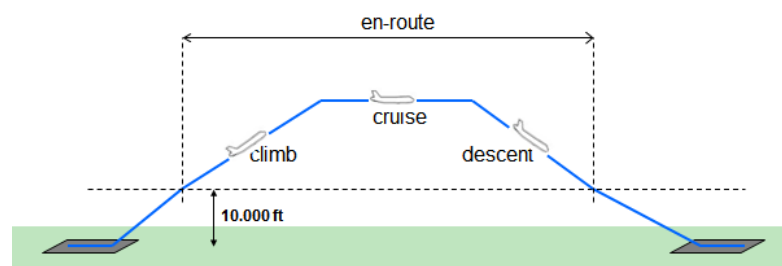 en-route
cruise
climb
descent
10.000 ft